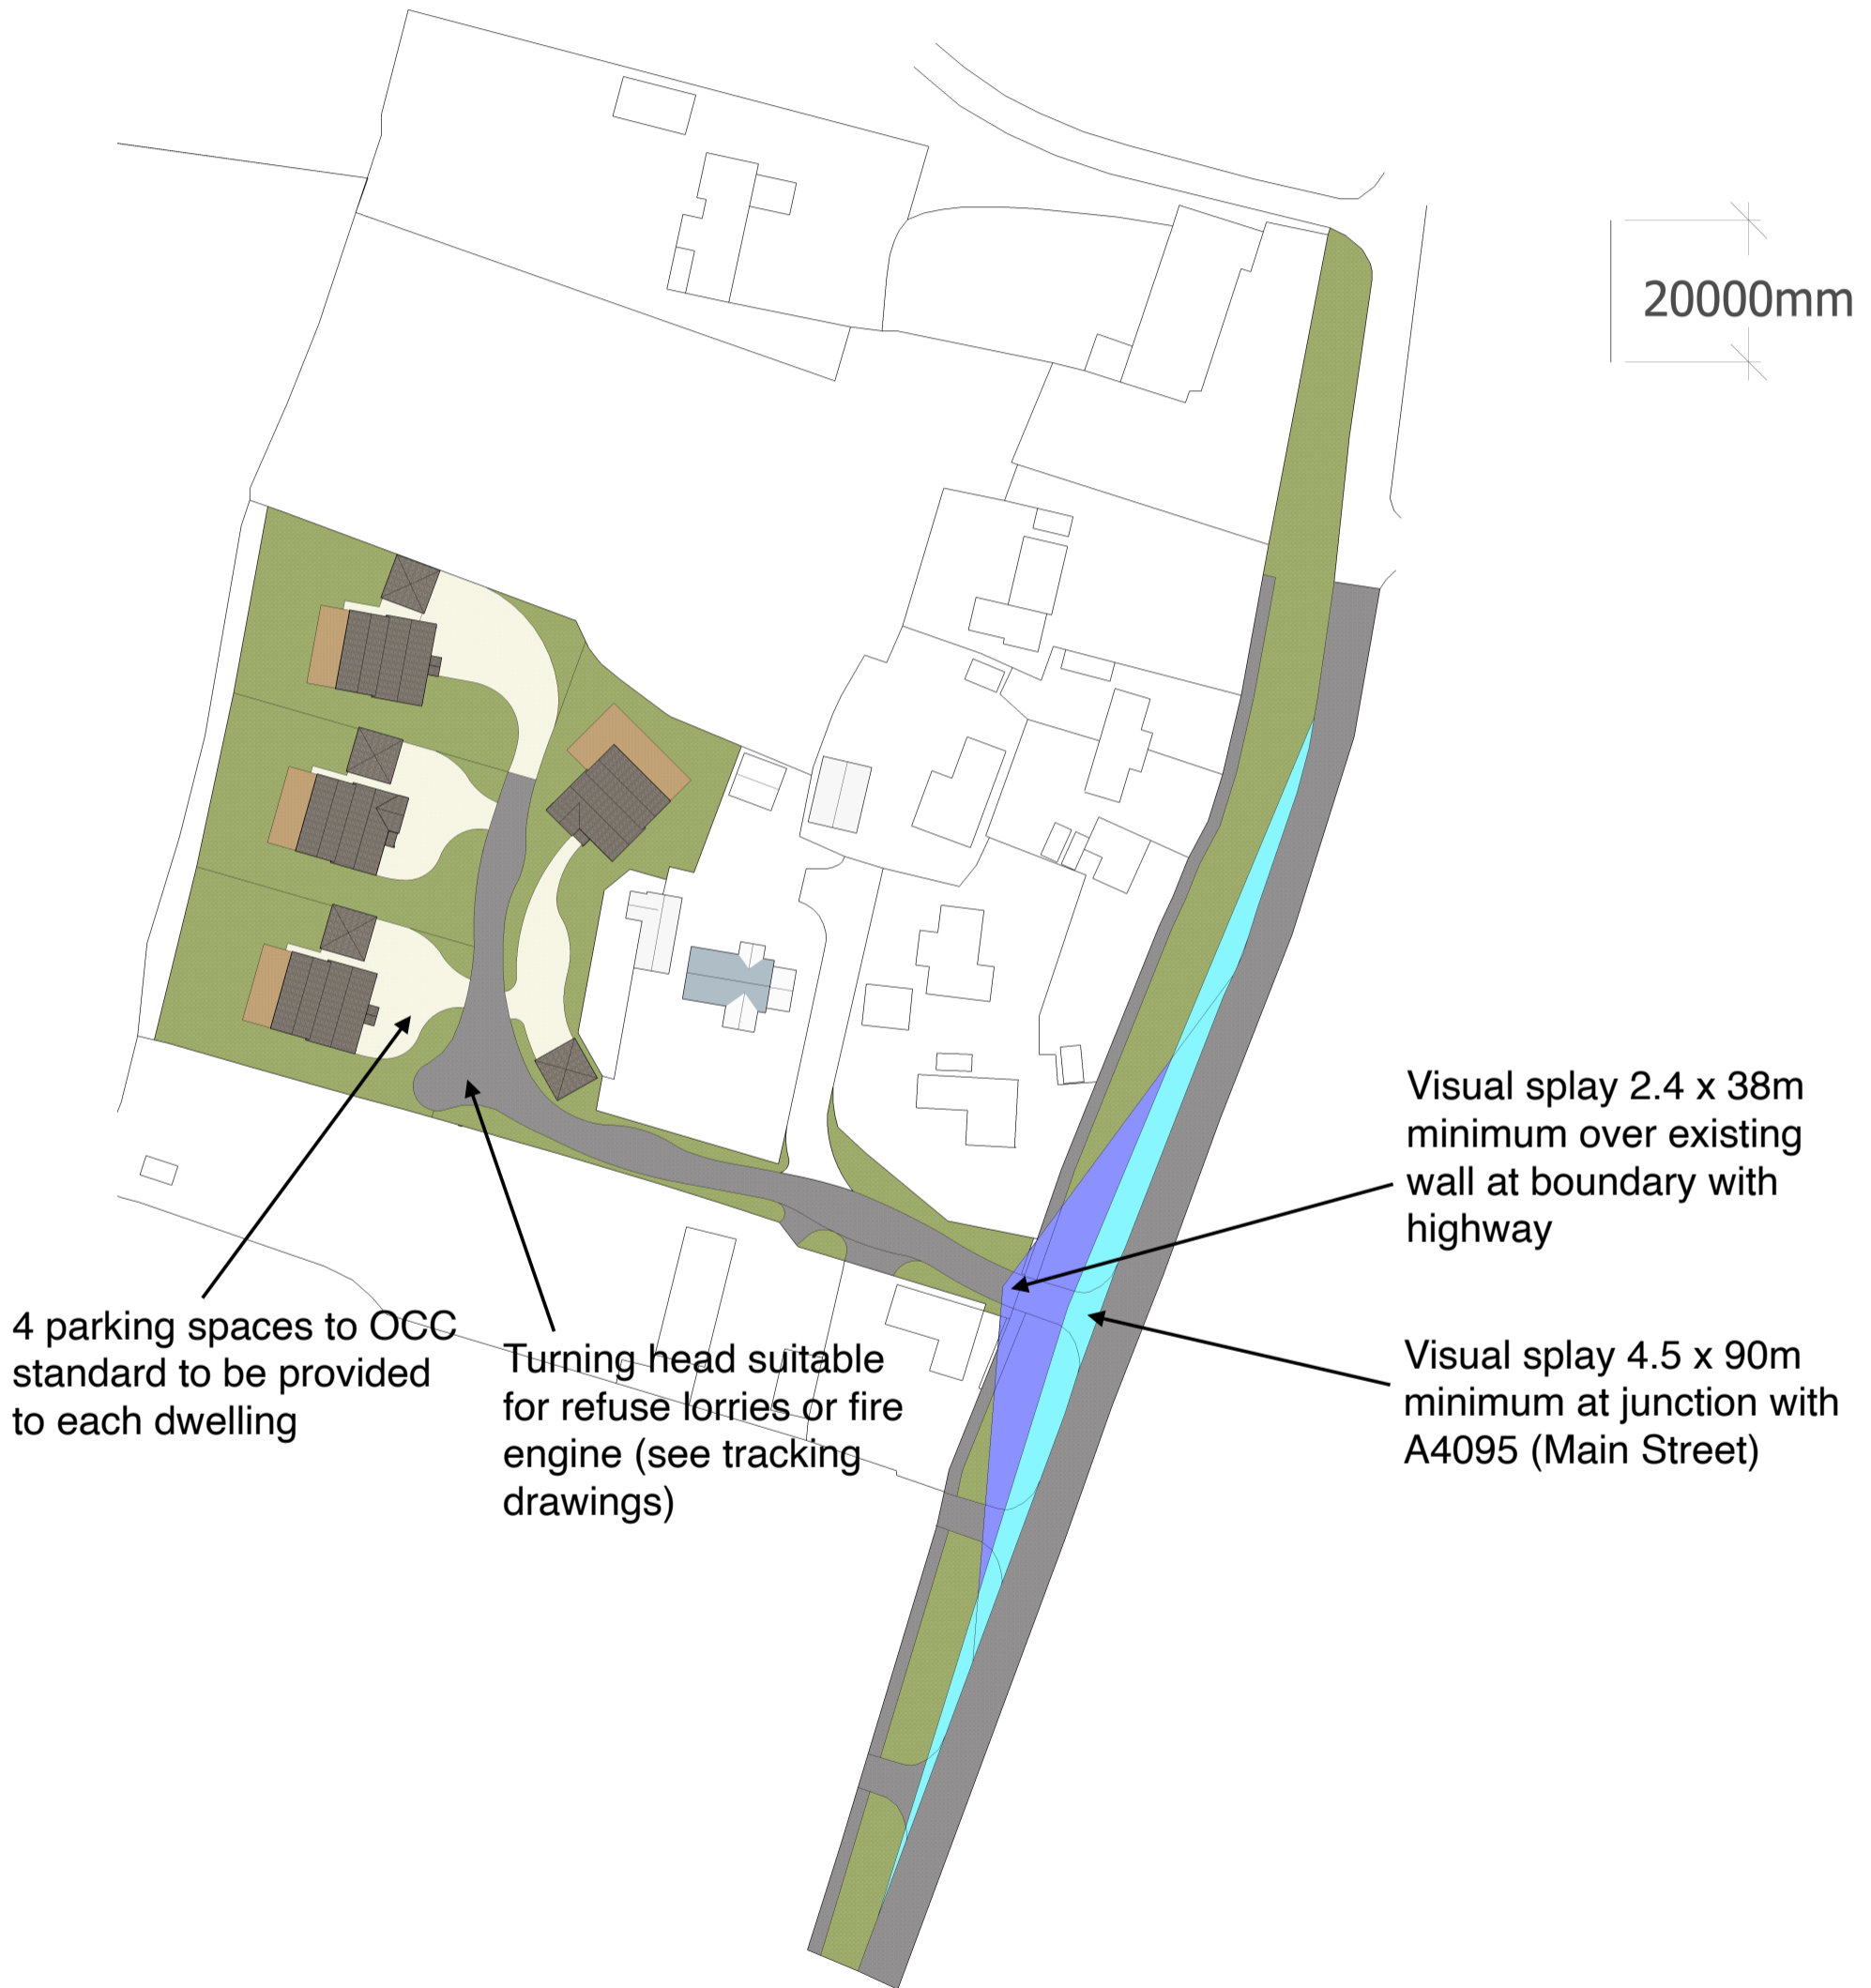 20000mm
Visual splay 2.4 x 38m
minimum over existing
wall at boundary with
highway
4 parking spaces to OCC
standard to be provided
to each dwelling
Turning head suitable
for refuse lorries or fire
engine (see tracking
drawings)
Visual splay 4.5 x 90m
minimum at junction with
A4095 (Main Street)